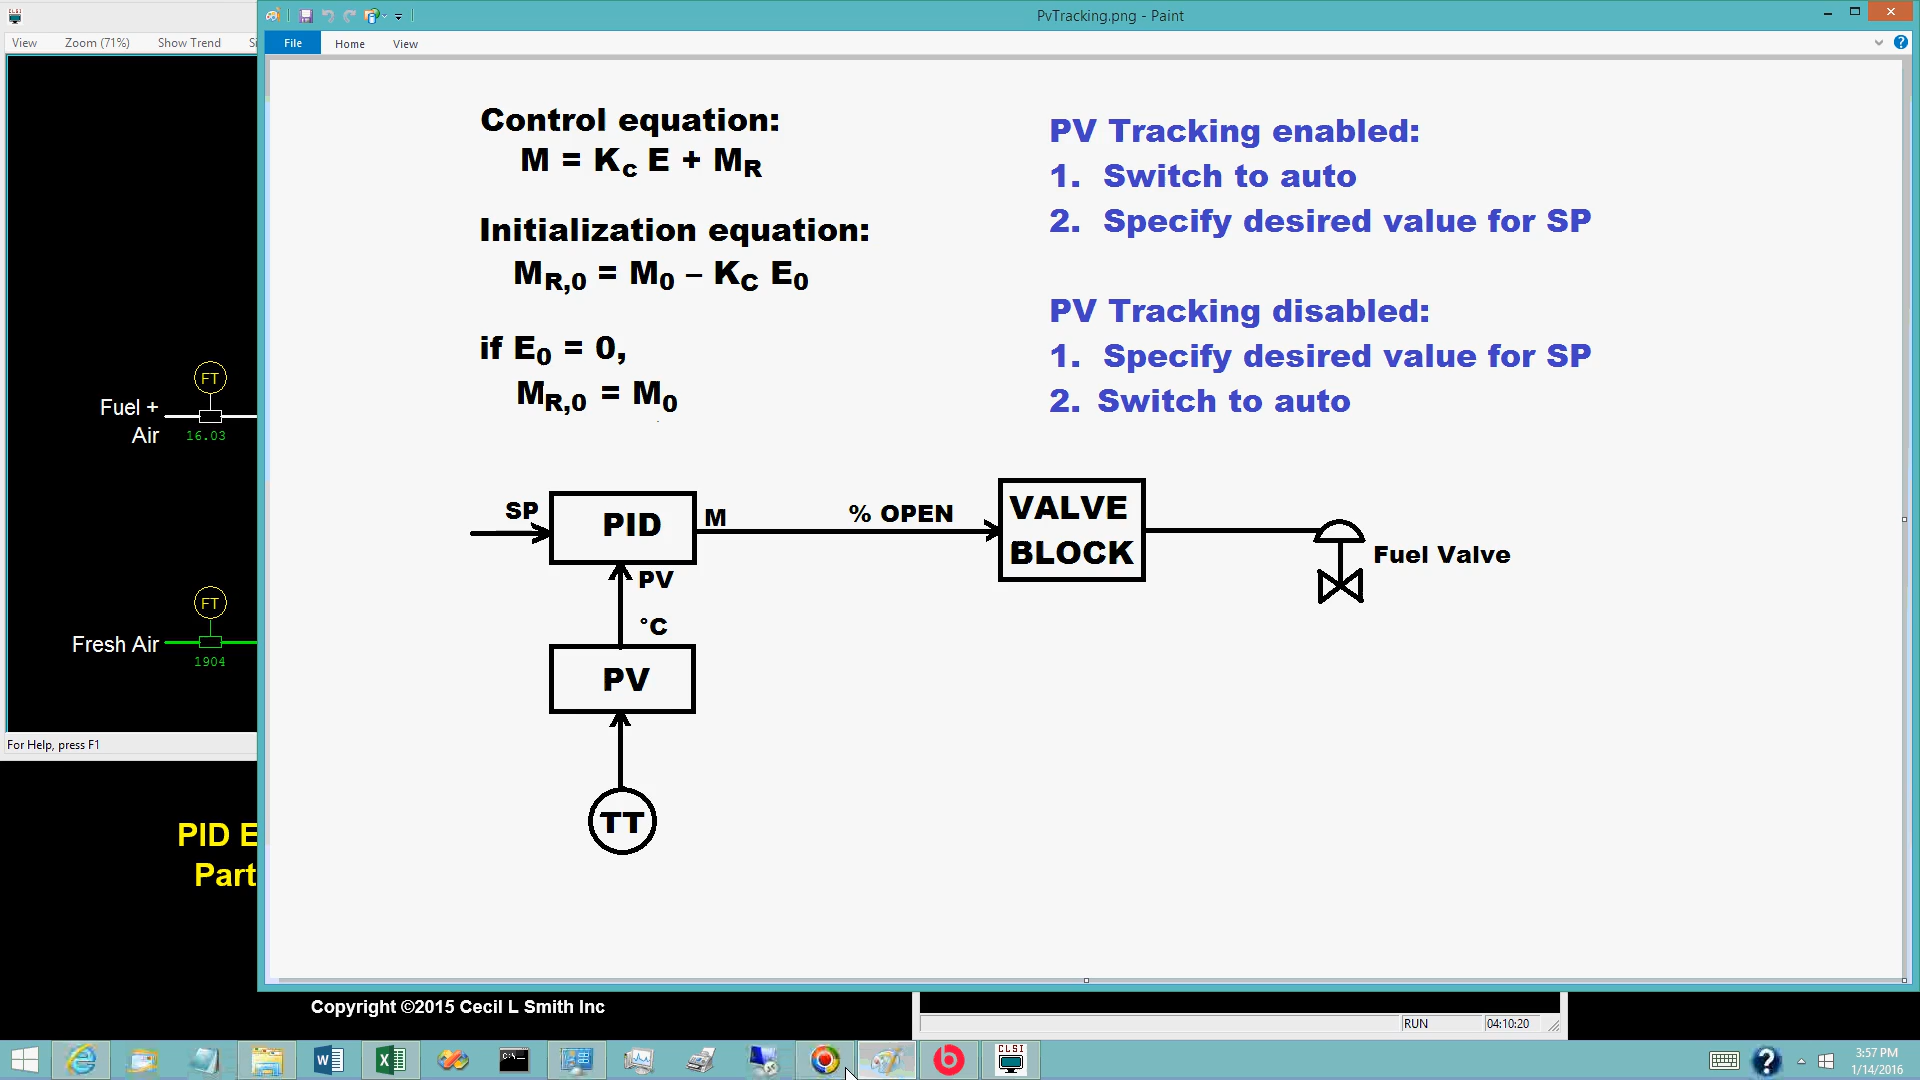 PvTracking.png - Paint
View Zoom (71%) Show Trend
File Home View
Control equation:
M = Kc E + MR
Initialization equation:
MR,0 = M0 – KC E0
if E0 = 0,
MR,0 = M0
PV Tracking enabled:
1. Switch to auto
2. Specify desired value for SP
PV Tracking disabled:
1. Specify desired value for SP
2. Switch to auto
FT
Fuel +
Air
16.03
FT
Fresh Air
1904
SP
PID
M
% OPEN
VALVE
BLOCK
Fuel Valve
PV
°C
PV
TT
For Help, press F1
PID E
Part
Copyright ©2015 Cecil L Smith Inc
RUN
04:10:20
CLSI
3:57 PM
1/14/2016